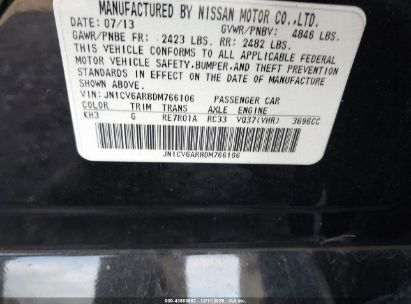 MANUFACTURED BY NISSAN MOTOR CO.,LTD.
DATE: 07/13 GVWR/PNBV: 4846 LBS.
GAWR/PNBE FR: 2423 LBS. RR: 2482 LBS.
THIS VEHICLE CONFORMS TO ALL APPLICABLE FEDERAL
MOTOR VEHICLE SAFETY, BUMPER, AND THEFT PREVENTION
STANDARDS IN EFFECT ON THE DATE OF MANUFACTURE
SHOWN ABOVE.
VIN: JN1CV6AR8DM766106 PASSENGER CAR
COLOR TRIM TRANS AXLE ENGINE
KH3 G RE7R01A RC33 VQ37(VHR) 3696CC
JN1CV6AR8DM766106